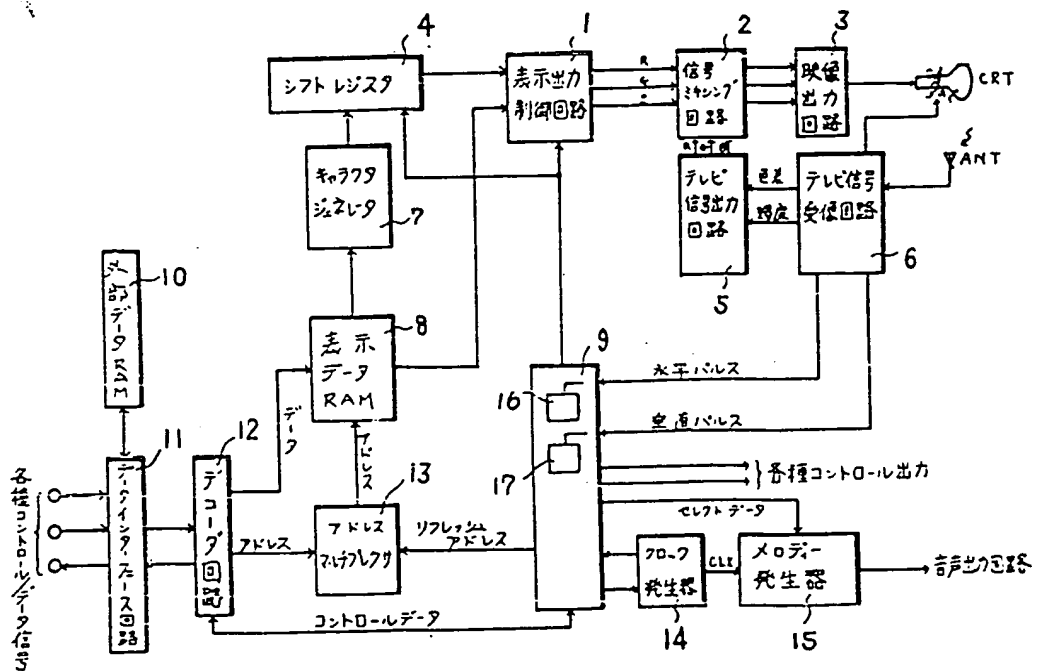 4
シフトレジスタ
1
表示出力
制御回路
R
2
信号
ミキシング
回路
3
映像
出力
回路
CRT
ANT
キャラクタ
ジェネレータ
7
テレビ
信号出力
回路
5
色差
輝度
テレビ信号
受信回路
6
10
データRAM
8
表示
データ
RAM
データ
アドレス
9
16
17
水平パルス
垂直パルス
各種コントロール出力
セレクトデータ
11
データインターフェース回路
12
デコーダ回路
アドレス
13
アドレス
マルチプレクサ
リフレッシュ
アドレス
コントロールデータ
クロック
発生器
14
CLK
メロディー
発生器
15
音声出力回路
各種コントロール/データ信号